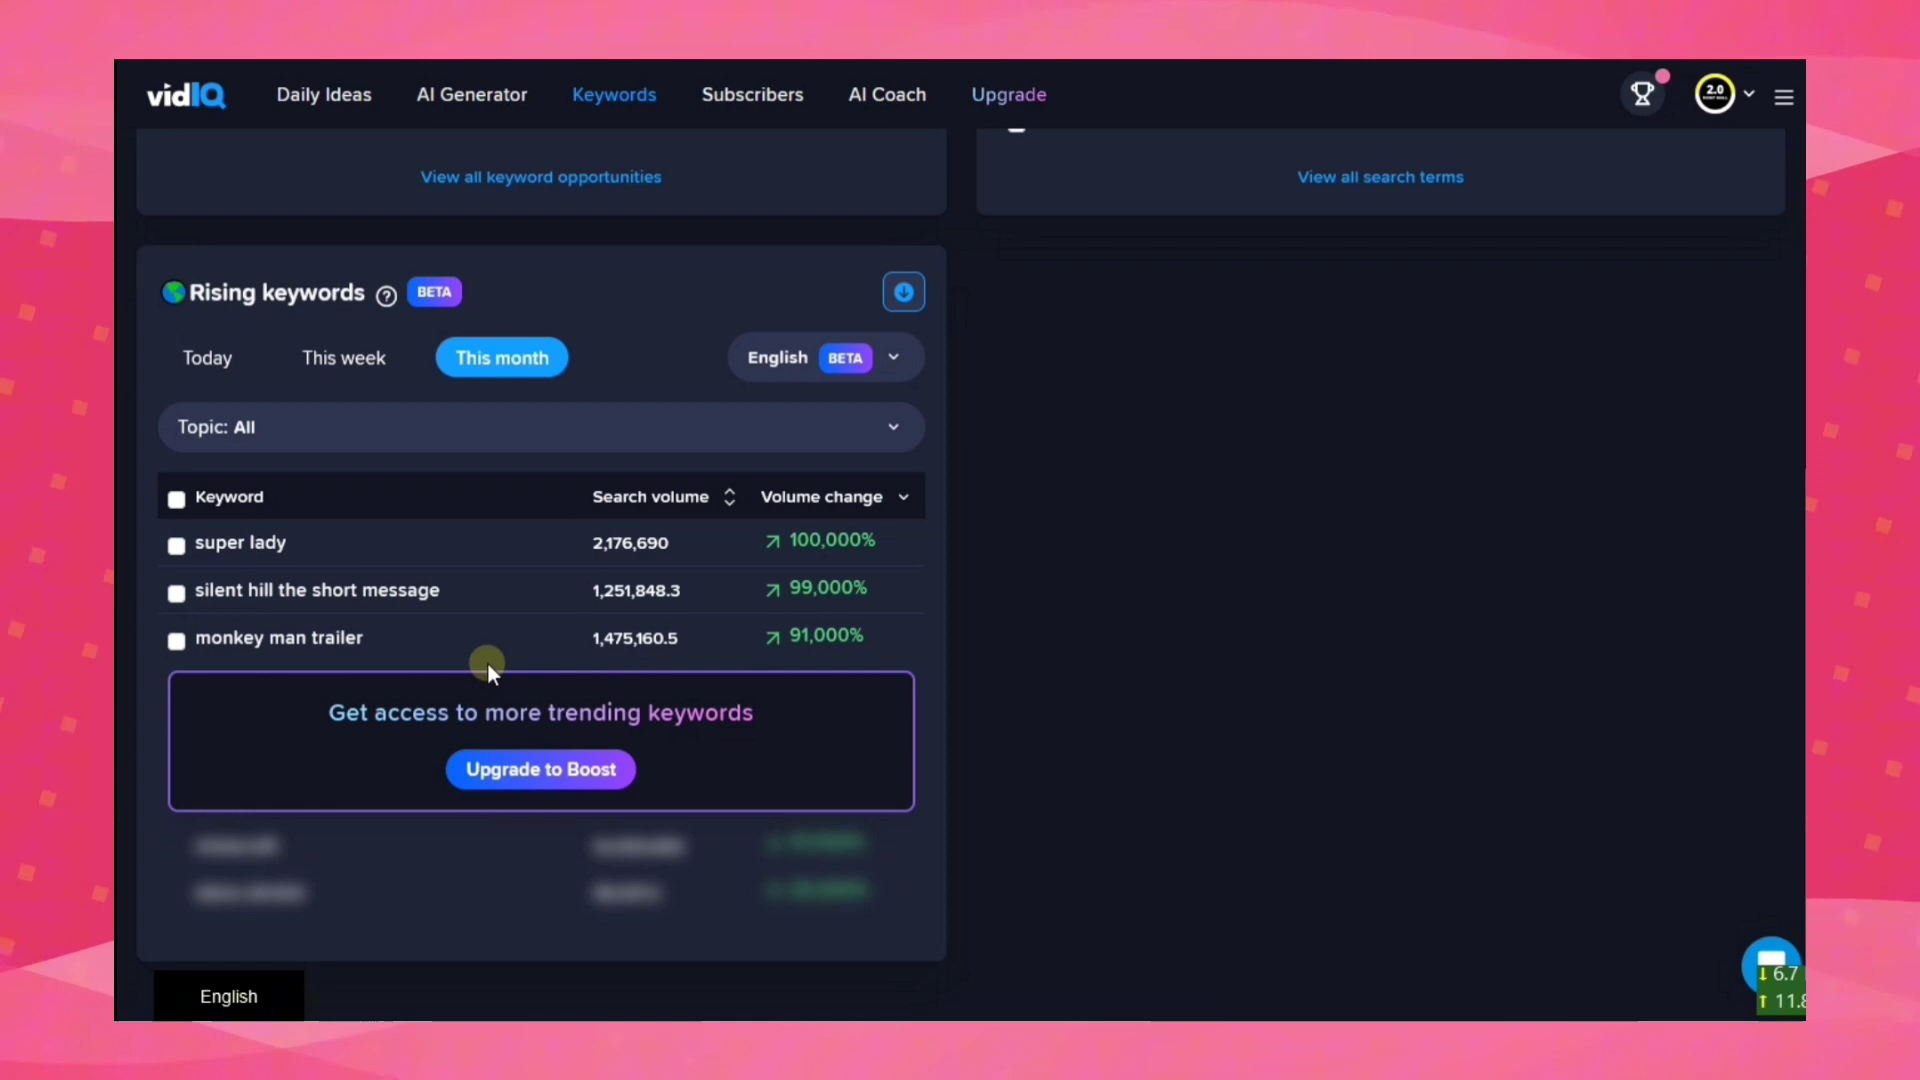 vidIQ Daily Ideas AI Generator Keywords Subscribers AI Coach Upgrade 2.0
View all keyword opportunities View all search terms
Rising keywords ? BETA
Today This week This month English BETA
Topic: All
Keyword Search volume Volume change
super lady 2,176,690 100,000%
silent hill the short message 1,251,848.3 99,000%
monkey man trailer 1,475,160.5 91,000%
Get access to more trending keywords
Upgrade to Boost
English
↓ 6.7
↑ 11.8